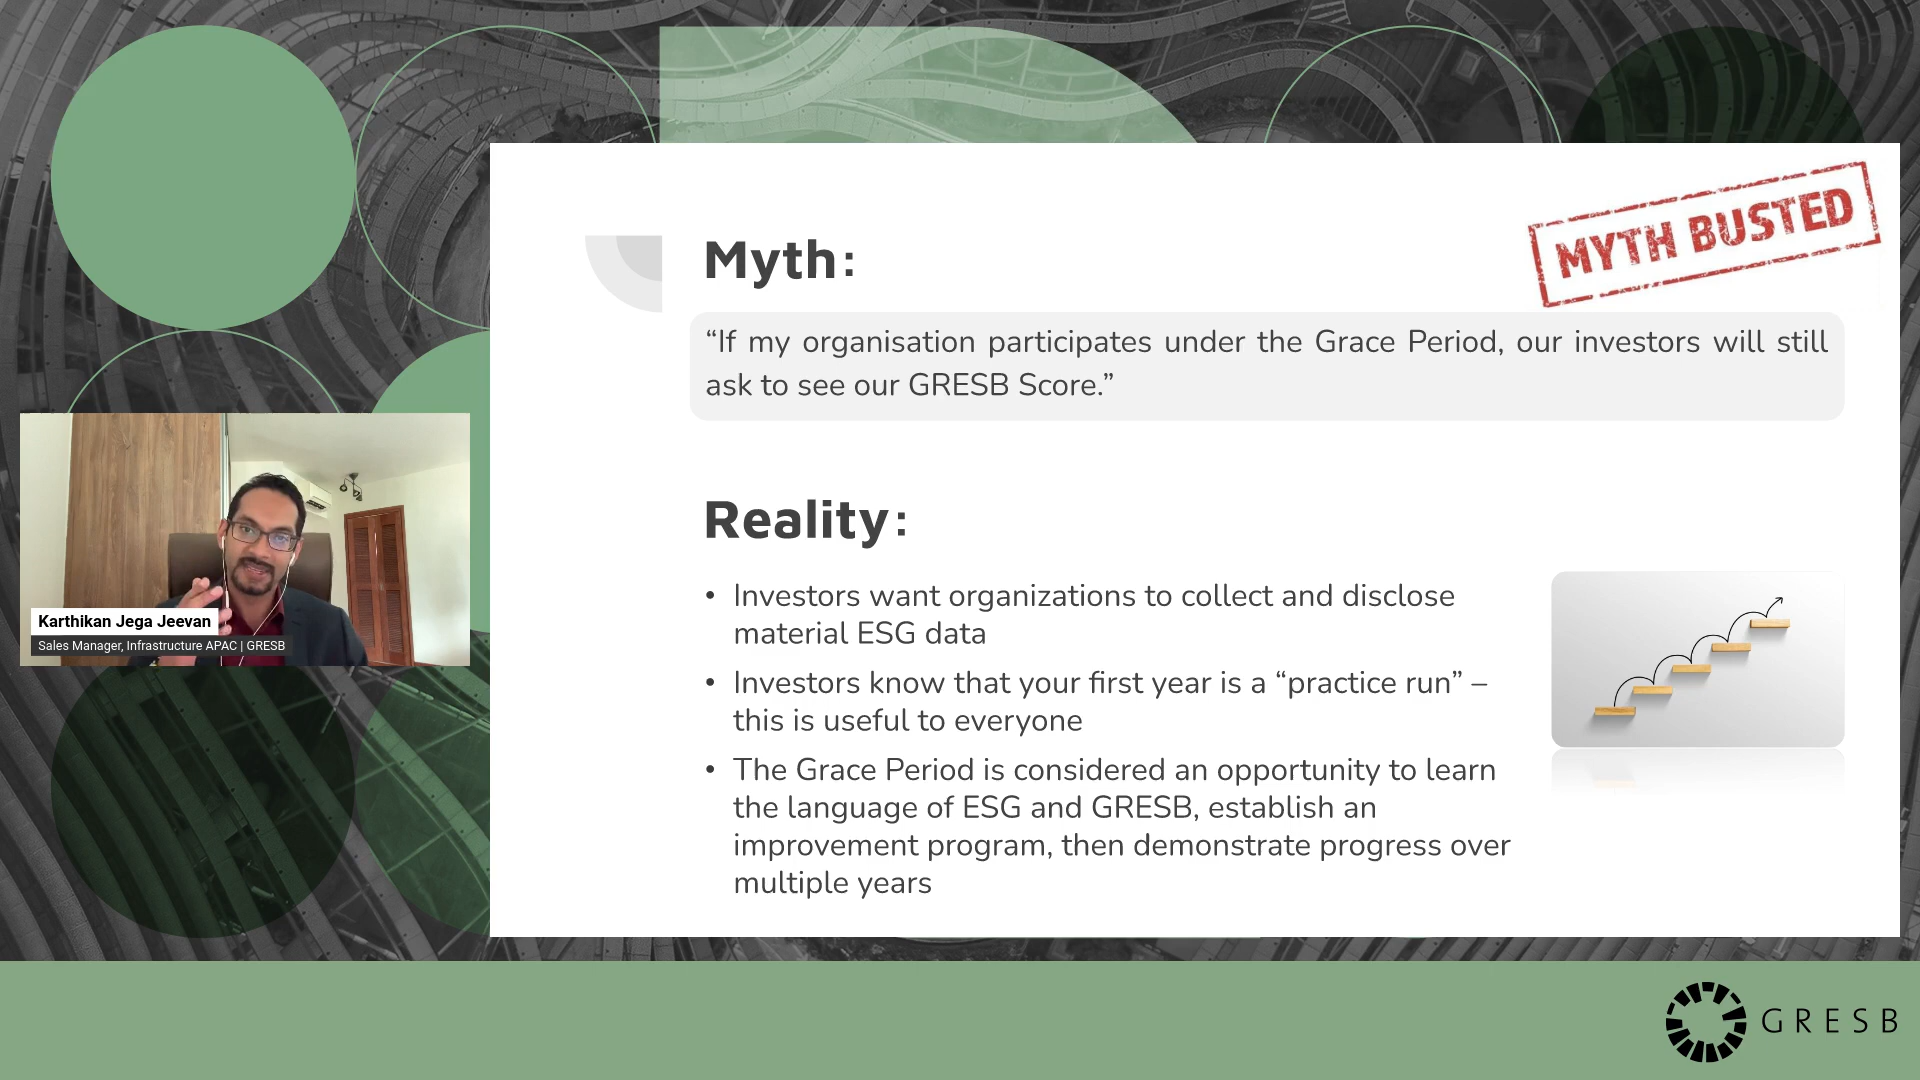 MYTH BUSTED
Myth:
“If my organisation participates under the Grace Period, our investors will still
ask to see our GRESB Score.”
Reality:
• Investors want organizations to collect and disclose
material ESG data
• Investors know that your first year is a “practice run” –
this is useful to everyone
• The Grace Period is considered an opportunity to learn
the language of ESG and GRESB, establish an
improvement program, then demonstrate progress over
multiple years
Karthikan Jega Jeevan
Sales Manager, Infrastructure APAC | GRESB
GRESB